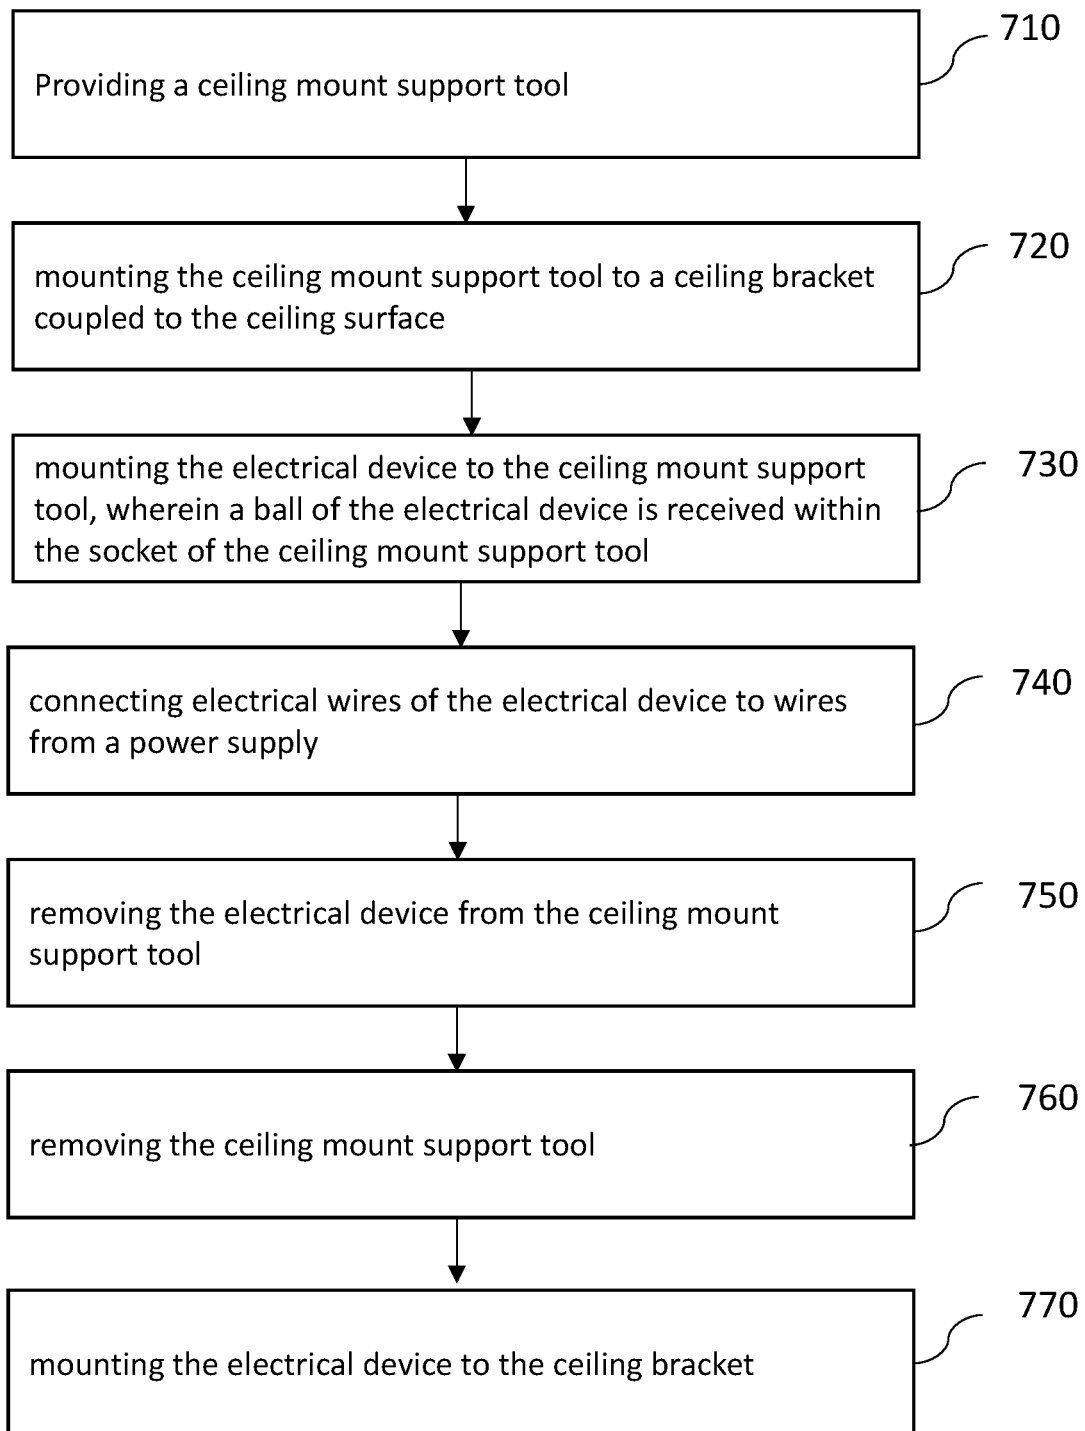 710
Providing a ceiling mount support tool
720
mounting the ceiling mount support tool to a ceiling bracket
coupled to the ceiling surface
730
mounting the electrical device to the ceiling mount support
tool, wherein a ball of the electrical device is received within
the socket of the ceiling mount support tool
740
connecting electrical wires of the electrical device to wires
from a power supply
750
removing the electrical device from the ceiling mount
support tool
760
removing the ceiling mount support tool
770
mounting the electrical device to the ceiling bracket